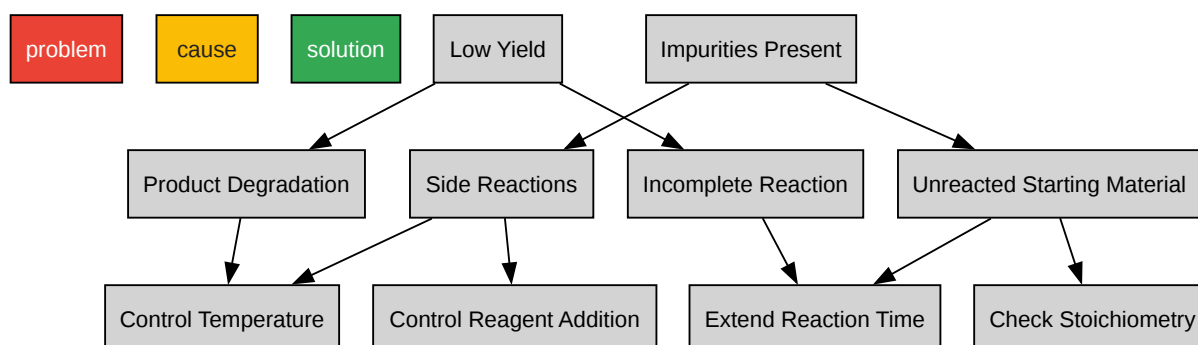 problem
cause
solution
Low Yield
Impurities Present
Product Degradation
Side Reactions
Incomplete Reaction
Unreacted Starting Material
Control Temperature
Control Reagent Addition
Extend Reaction Time
Check Stoichiometry